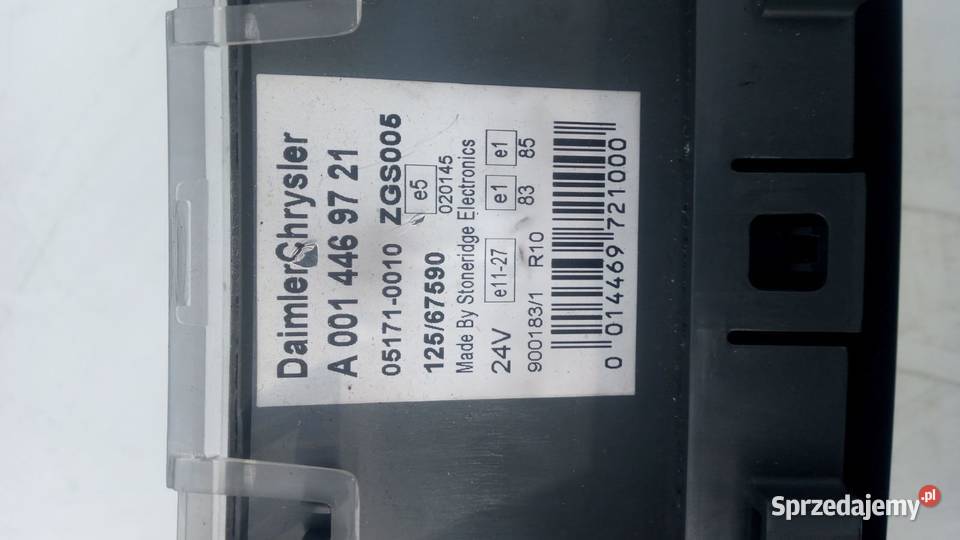 DaimlerChrysler
A 001 446 97 21
05171-0010 ZGS005
125/67590 e5
020145
Made By Stoneridge Electronics
24V e11-27 e1 e1
900183/1 R10 83 85
0 014469 721000
Sprzedajemy.pl